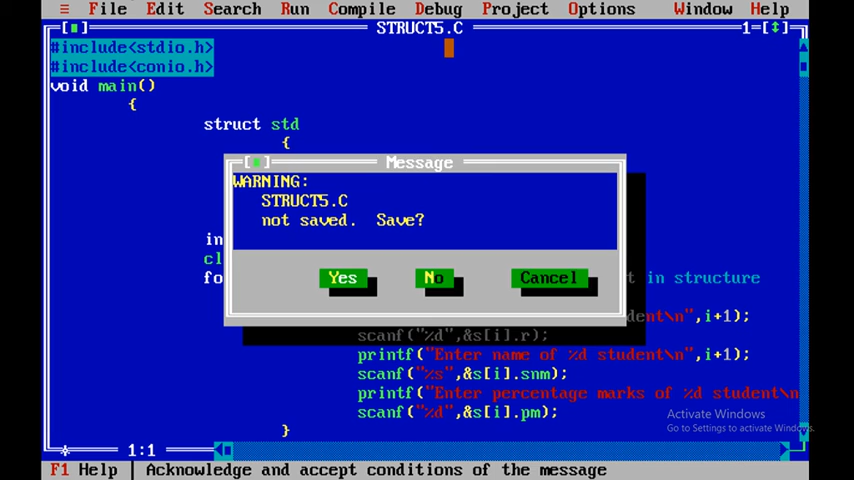 ≡ File Edit Search Run Compile Debug Project Options Window Help
[■] STRUCT5.C 1=[↕]
#include<stdio.h>
#include<conio.h>
void main()
{
struct std
{
[■] Message
WARNING:
STRUCT5.C
not saved. Save?
in
cl
fo
Yes No Cancel
t in structure
dent\n",i+1);
scanf("%d",&s[i].r);
printf("Enter name of %d student\n",i+1);
scanf("%s",&s[i].snm);
printf("Enter percentage marks of %d student\n
scanf("%d",&s[i].pm);
}
Activate Windows
Go to Settings to activate Windows.
1:1
F1 Help | Acknowledge and accept conditions of the message